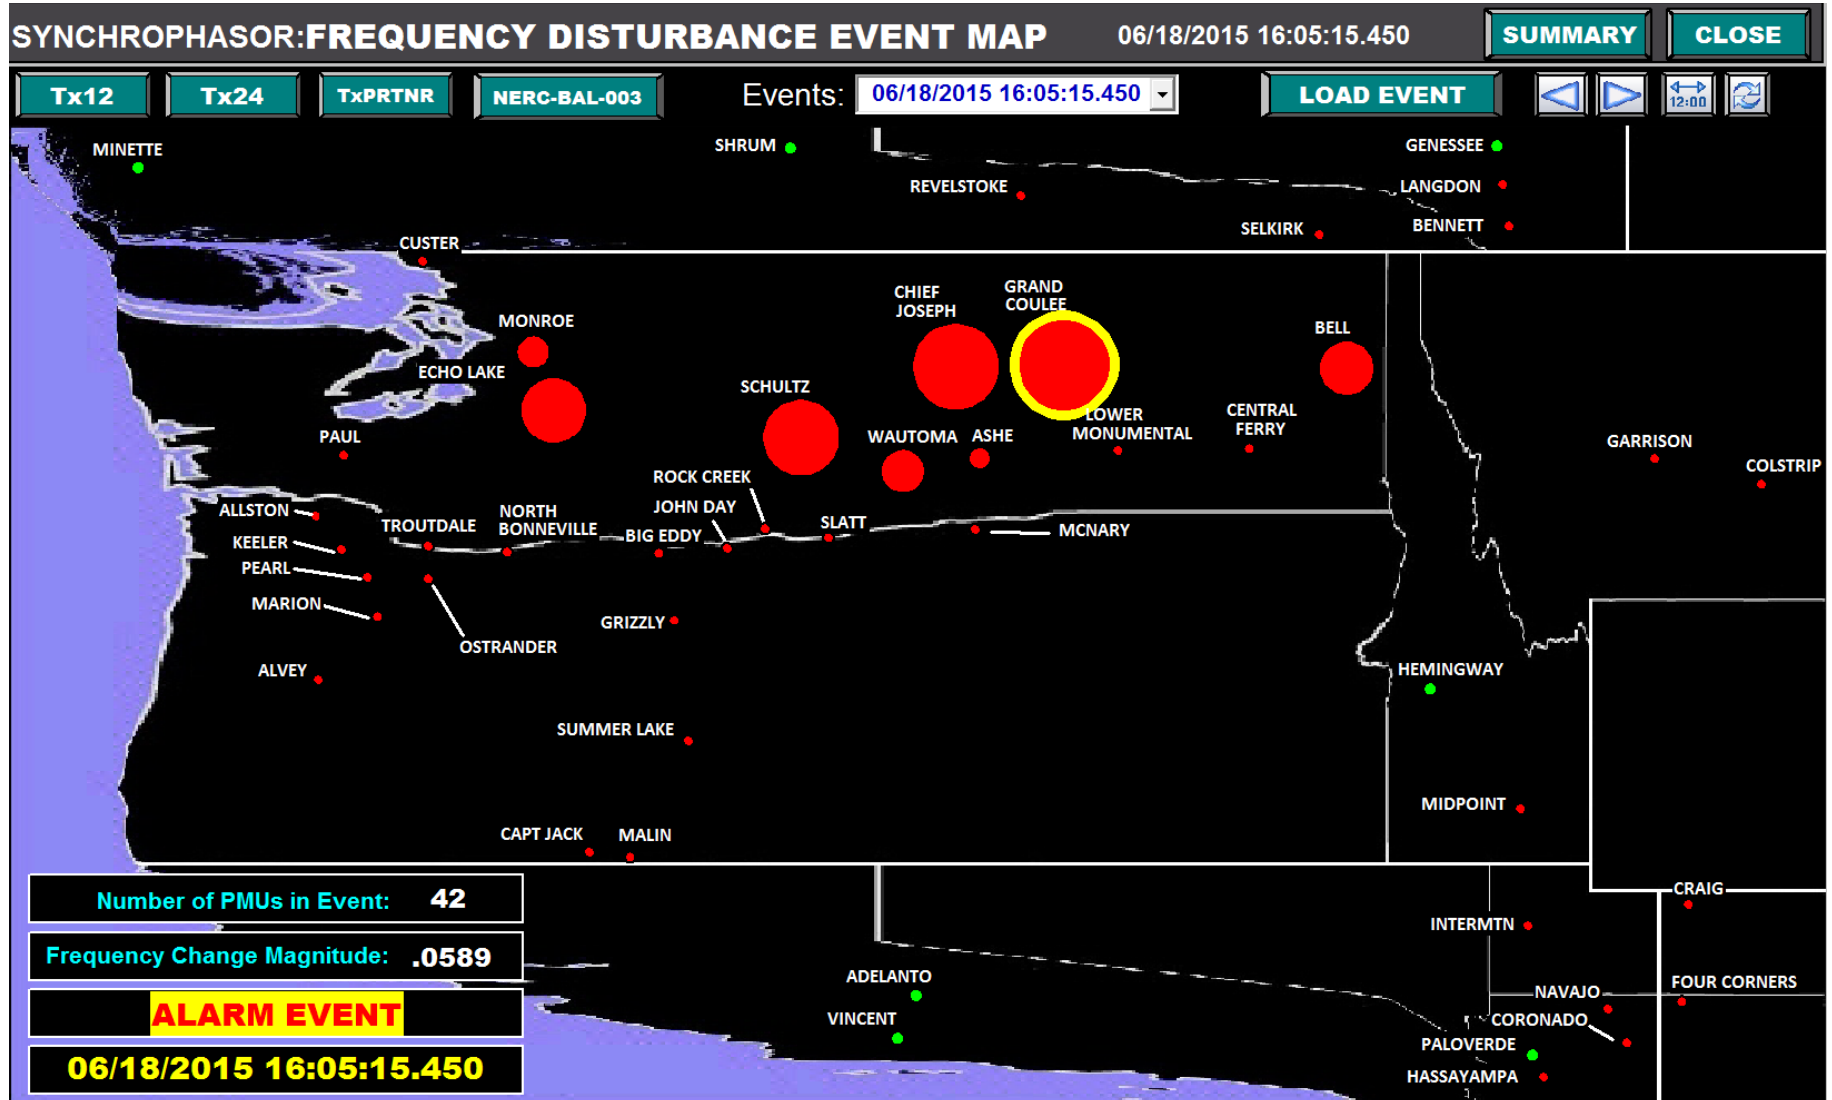 SYNCHROPHASOR:FREQUENCY DISTURBANCE EVENT MAP 06/18/2015 16:05:15.450 SUMMARY CLOSE
Tx12 Tx24 TxPRTNR NERC-BAL-003 Events: 06/18/2015 16:05:15.450 LOAD EVENT 12:00
MINETTE
SHRUM
GENESSEE
REVELSTOKE
LANGDON
SELKIRK
BENNETT
CUSTER
CHIEF
JOSEPH
GRAND
COULEE
MONROE
BELL
ECHO LAKE
SCHULTZ
PAUL
WAUTOMA
ASHE
LOWER
MONUMENTAL
CENTRAL
FERRY
GARRISON
COLSTRIP
ROCK CREEK
JOHN DAY
ALLSTON
TROUTDALE
NORTH
BONNEVILLE
BIG EDDY
SLATT
MCNARY
KEELER
PEARL
MARION
OSTRANDER
GRIZZLY
ALVEY
HEMINGWAY
SUMMER LAKE
MIDPOINT
CAPT JACK
MALIN
CRAIG
Number of PMUs in Event: 42
INTERMTN
Frequency Change Magnitude: .0589
ADELANTO
FOUR CORNERS
NAVAJO
ALARM EVENT
VINCENT
CORONADO
PALOVERDE
06/18/2015 16:05:15.450
HASSAYAMPA